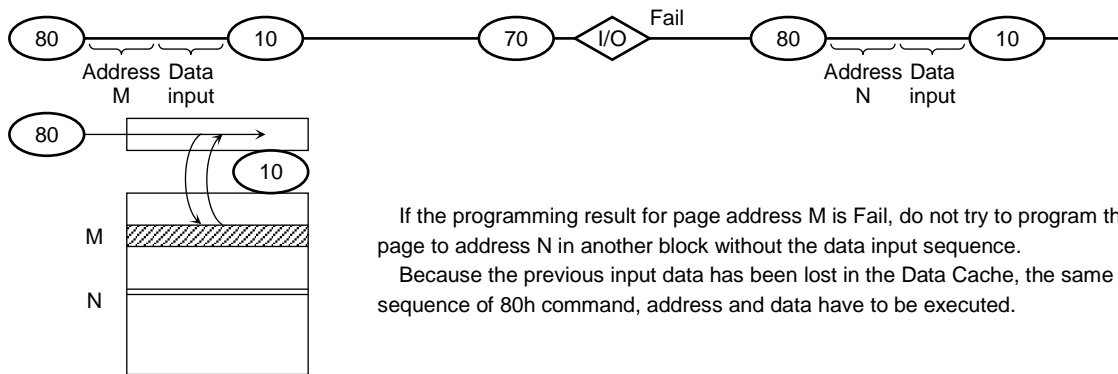 Fail
80 10 70 I/O 80 10
Address Data Address Data
M input N input
80
10
If the programming result for page address M is Fail, do not try to program the
M
page to address N in another block without the data input sequence.
Because the previous input data has been lost in the Data Cache, the same
N
sequence of 80h command, address and data have to be executed.